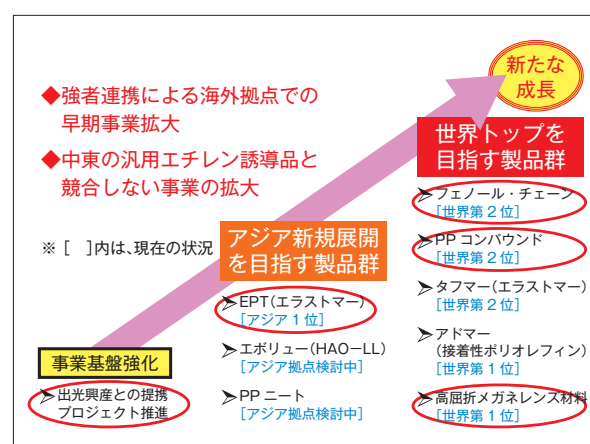 新たな
成長
◆強者連携による海外拠点での
早期事業拡大
◆中東の汎用エチレン誘導品と
競合しない事業の拡大
※［　］内は、現在の状況
世界トップを
目指す製品群
➢フェノール・チェーン
［世界第２位］
➢PP コンパウンド
［世界第２位］
➢タフマー（エラストマー）
［世界第２位］
➢アドマー
（接着性ポリオレフィン）
［世界第１位］
➢高屈折メガネレンズ材料
［世界第１位］
アジア新規展開
を目指す製品群
➢EPT（エラストマー）
［アジア１位］
➢エボリュー（HAO－LL）
［アジア拠点検討中］
➢PP ニート
［アジア拠点検討中］
事業基盤強化
➢出光興産との提携
プロジェクト推進